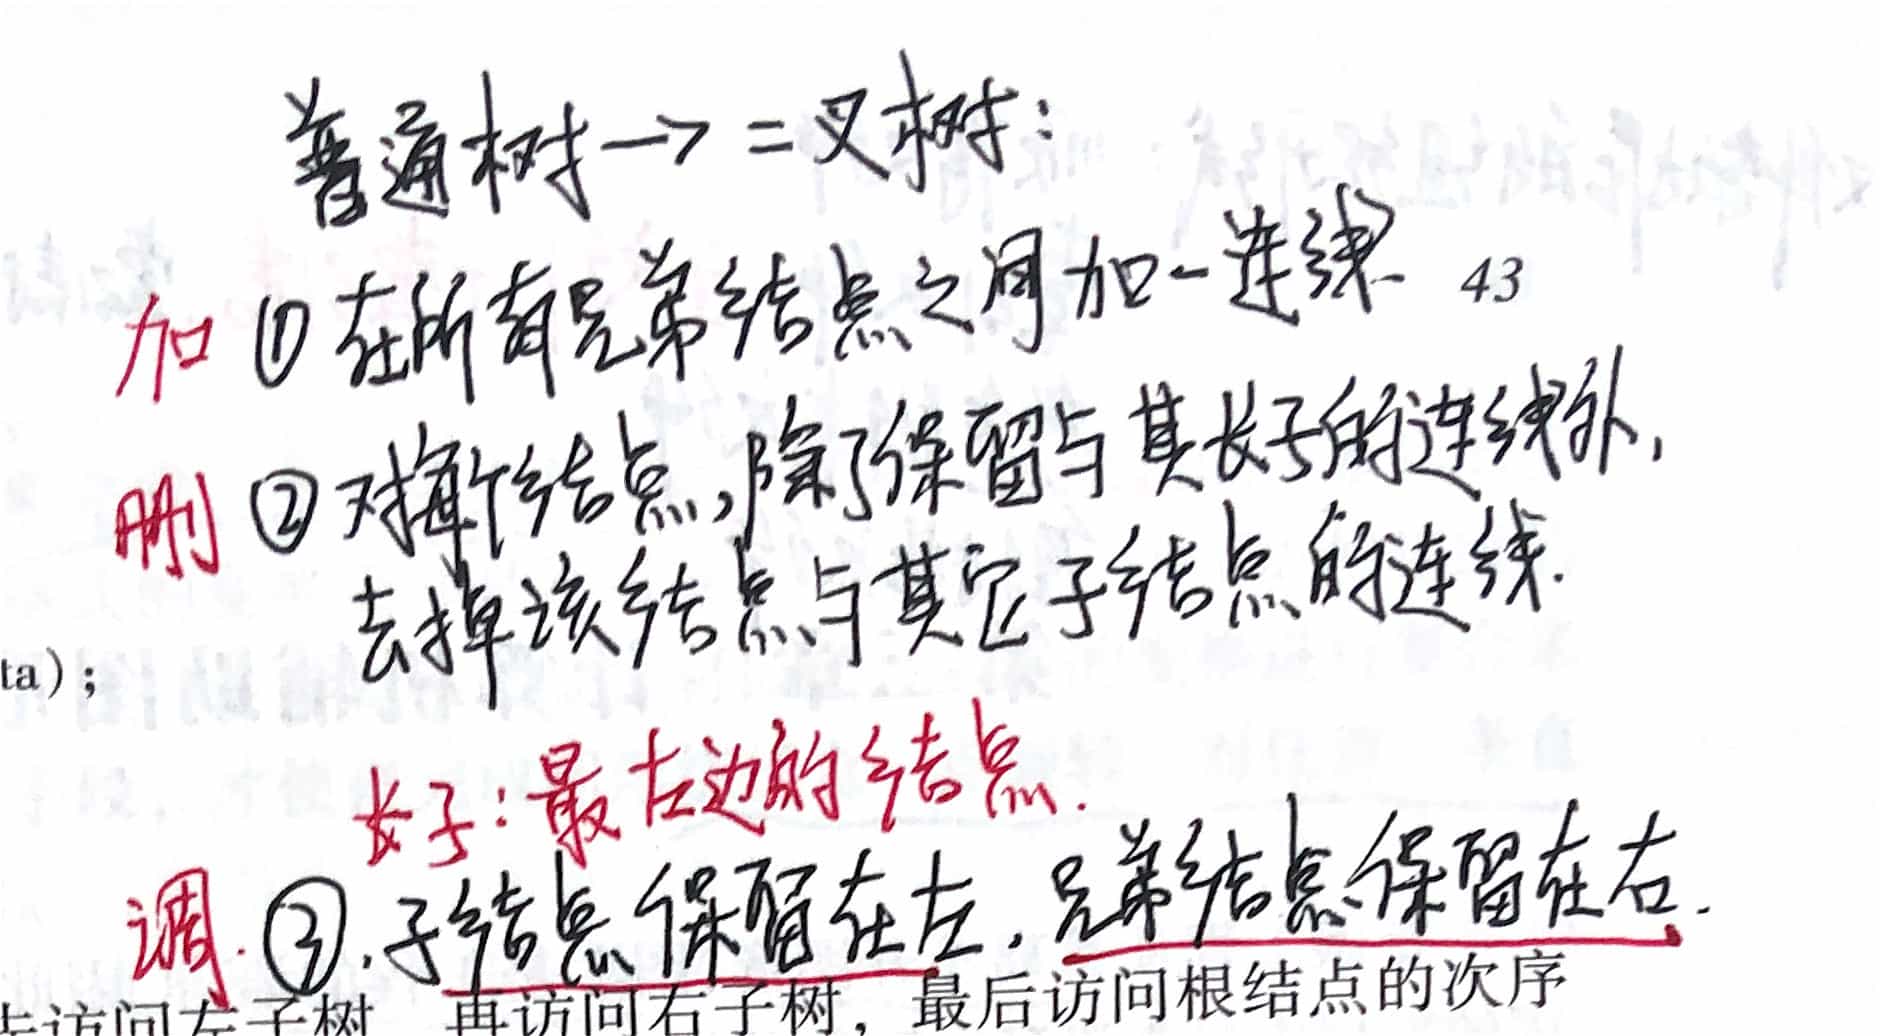 普通树→二叉树：
加 ①在所有兄弟结点之间加一连线. 43
删 ②对每个结点,除了保留与其长子的连线外,
去掉该结点与其它子结点的连线.
ta)；
长子：最左边的结点.
调. ③.子结点保留在左,兄弟结点保留在右.
访问左子树，再访问右子树，最后访问根结点的次序